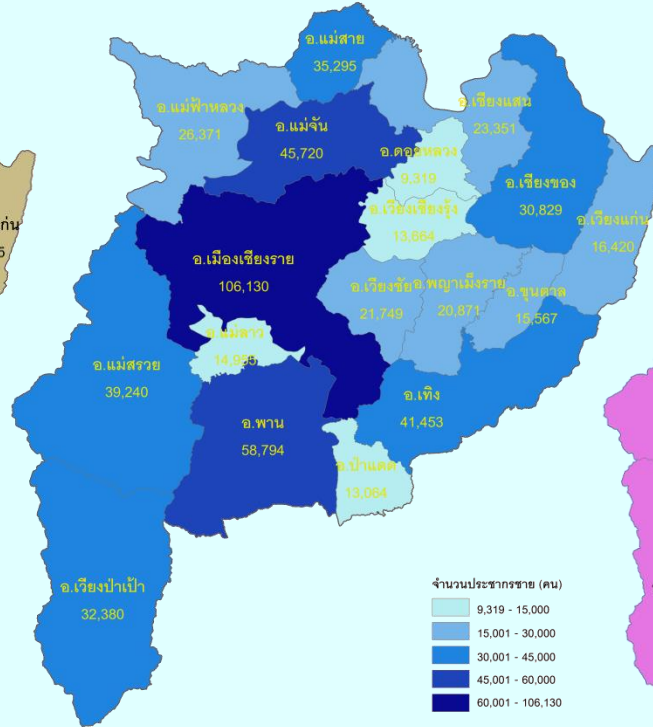 อ.แม่สาย
35,295
อ.แม่ฟ้าหลวง
26,371
อ.แม่จัน
45,720
อ.เชียงแสน
23,351
อ.ดอยหลวง
9,319
อ.เชียงของ
30,829
อ.เวียงเชียงรุ้ง
13,664
อ.เวียงแก่น
16,420
ก่น
5
อ.เมืองเชียงราย
106,130
อ.เวียงชัย
21,749
อ.พญาเม็งราย
20,871
อ.ขุนตาล
15,567
อ.แม่ลาว
14,955
อ.แม่สรวย
39,240
อ.เทิง
41,453
อ.พาน
58,794
อ.ป่าแดด
13,064
อ.เวียงป่าเป้า
32,380
จำนวนประชากรชาย (คน)
9,319 - 15,000
15,001 - 30,000
30,001 - 45,000
45,001 - 60,000
60,001 - 106,130